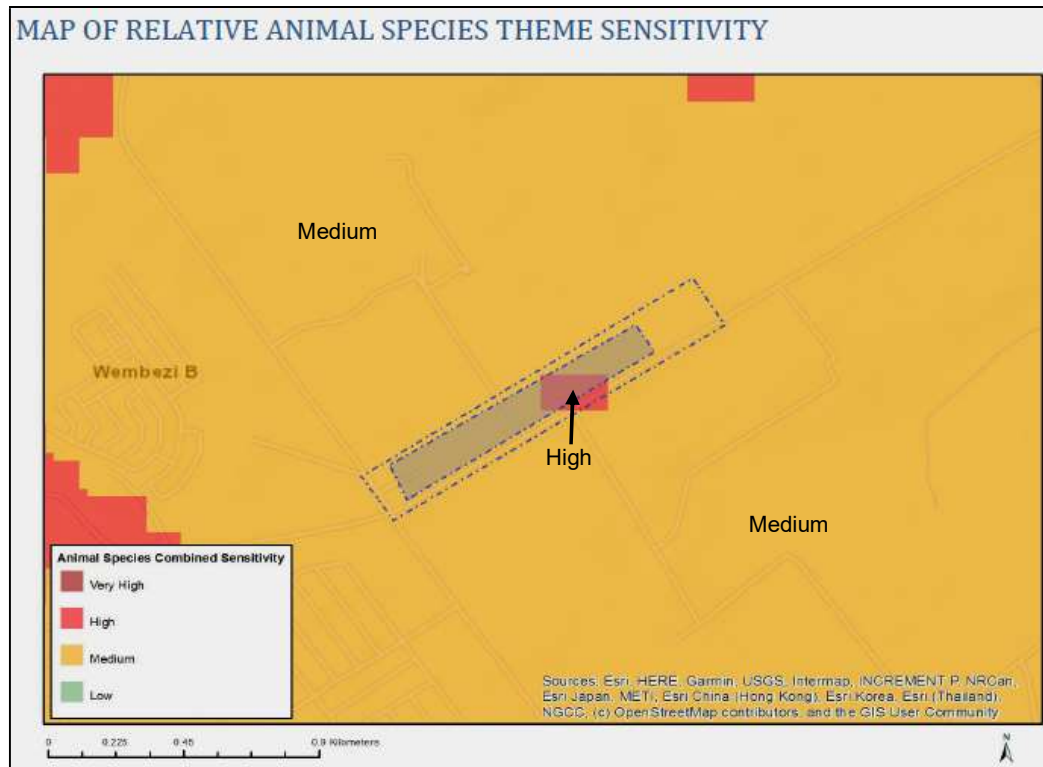 MAP OF RELATIVE ANIMAL SPECIES THEME SENSITIVITY
Medium
Wembezi B
High
Medium
Animal Species Combined Sensitivity
Very High
High
Medium
Low
Sources: Esri, HERE, Garmin, USGS, Intermap, INCREMENT P, NRCan,
Esri Japan, METI, Esri China (Hong Kong), Esri Korea, Esri (Thailand),
NGCC, (c) OpenStreetMap contributors, and the GIS User Community
0 0.225 0.45 0.9 Kilometers
N